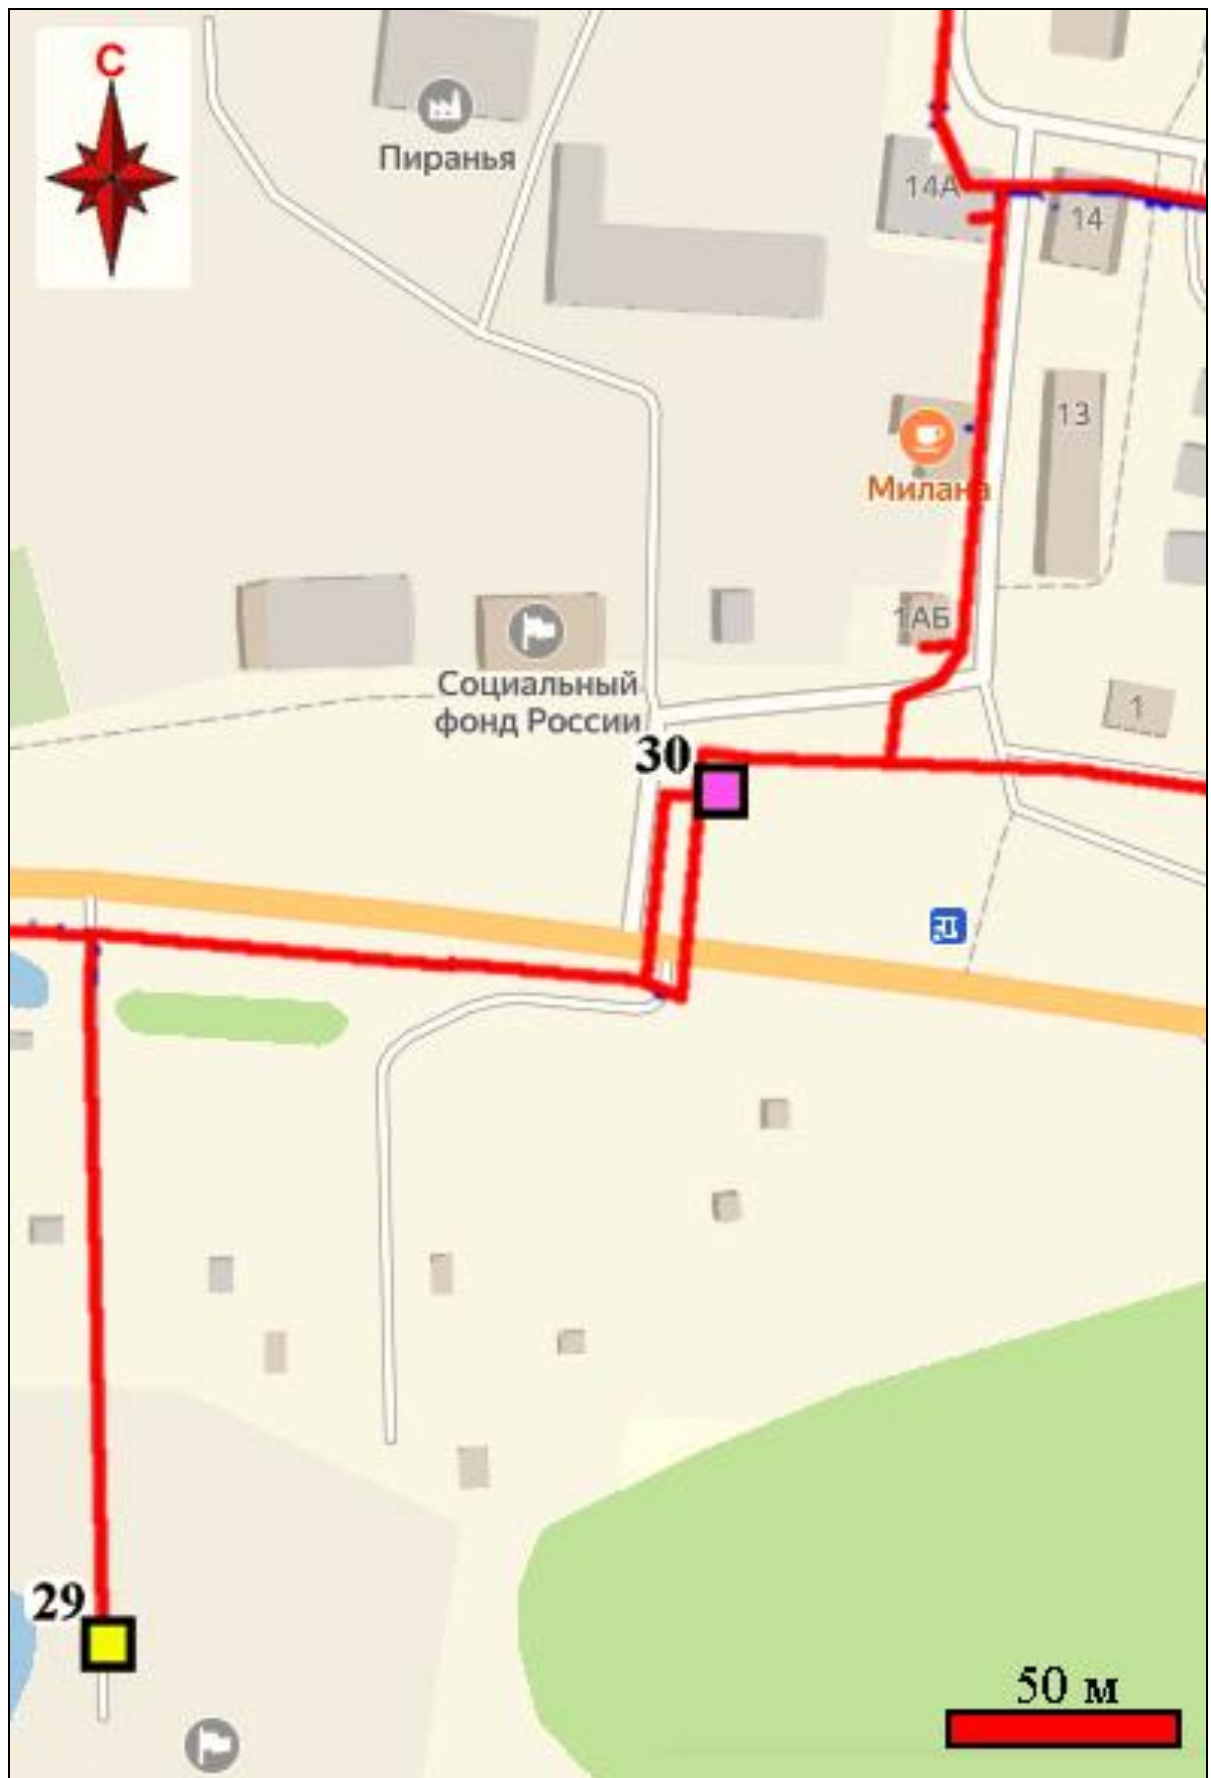 С
Пиранья
14А
14
13
Милана
1АБ
Социальный
фонд России
1
30
29
50 м